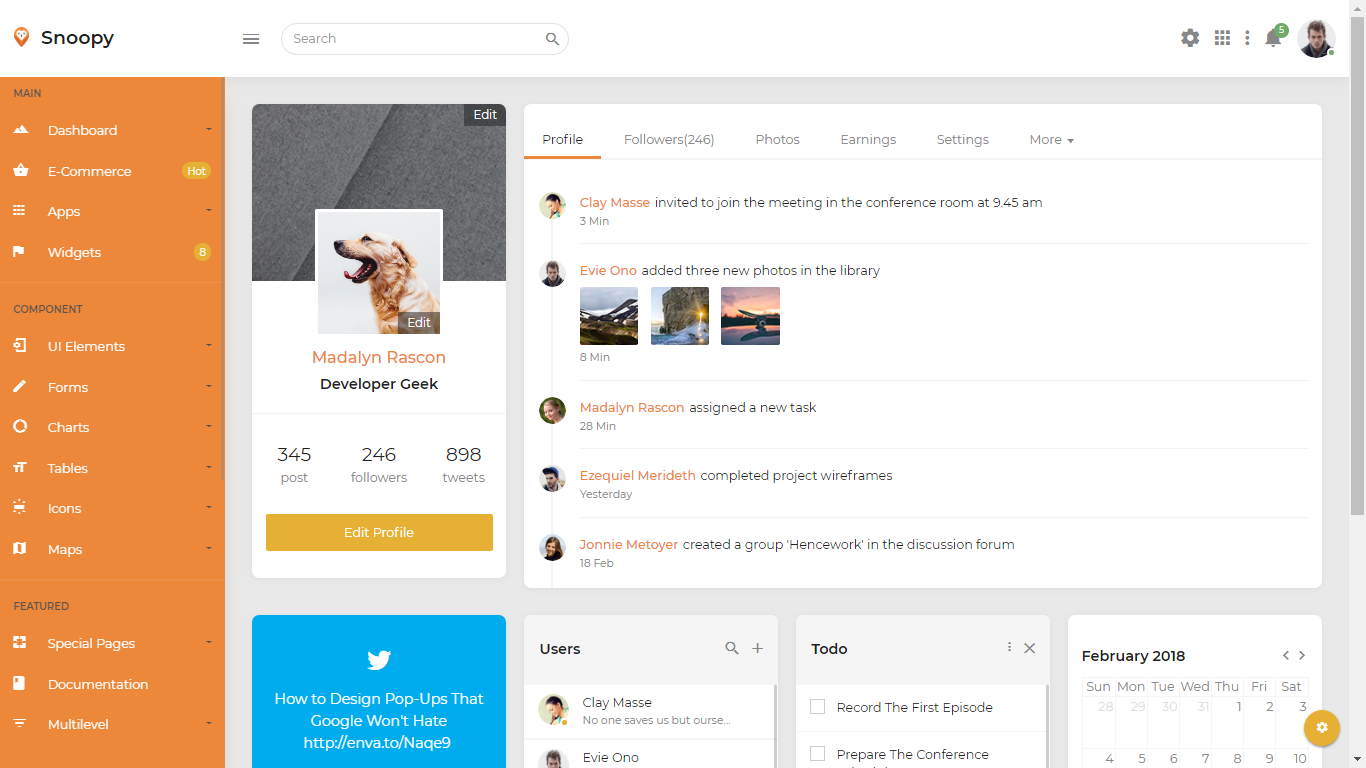 Snoopy
Search
5
MAIN
Dashboard
E-Commerce Hot
Apps
Widgets 8
COMPONENT
UI Elements
Forms
Charts
Tables
Icons
Maps
FEATURED
Special Pages
Documentation
Multilevel
Edit
Edit
Madalyn Rascon
Developer Geek
345 246 898
post followers tweets
Edit Profile
Profile Followers(246) Photos Earnings Settings More
Clay Masse invited to join the meeting in the conference room at 9.45 am
3 Min
Evie Ono added three new photos in the library
8 Min
Madalyn Rascon assigned a new task
28 Min
Ezequiel Merideth completed project wireframes
Yesterday
Jonnie Metoyer created a group 'Hencework' in the discussion forum
18 Feb
How to Design Pop-Ups That
Google Won't Hate
http://enva.to/Naqe9
Users
Clay Masse
No one saves us but ourse...
Evie Ono
Todo
Record The First Episode
Prepare The Conference
February 2018
Sun Mon Tue Wed Thu Fri Sat
28 29 30 31 1 2 3
4 5 6 7 8 9 10